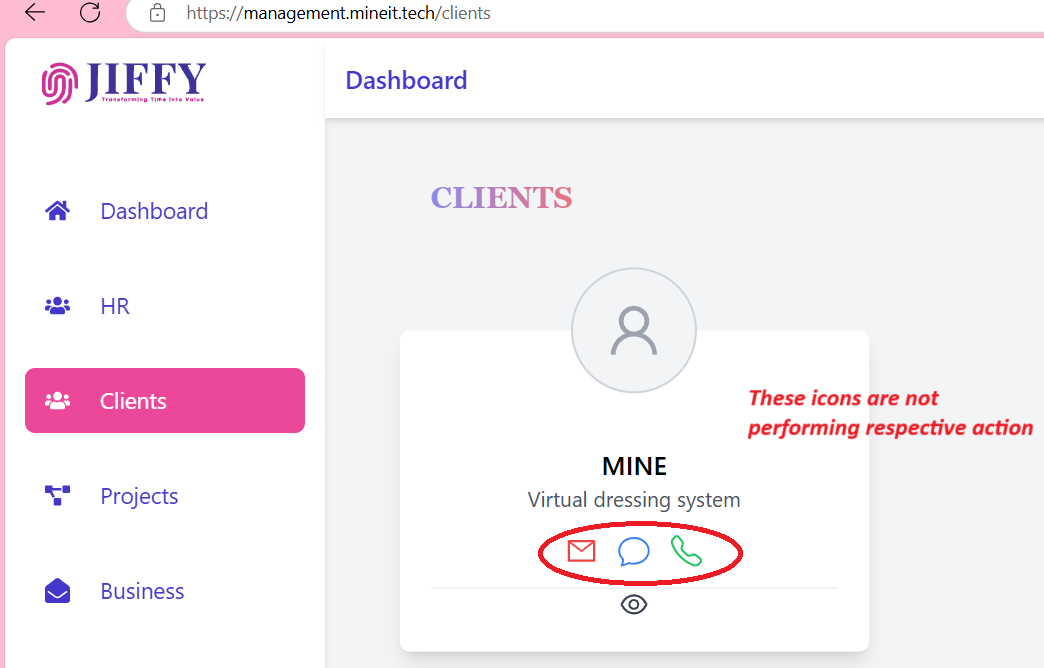 https://management.mineit.tech/clients
JIFFY
Transforming Time Into Value
Dashboard
Dashboard
HR
Clients
Projects
Business
CLIENTS
These icons are not
performing respective action
MINE
Virtual dressing system